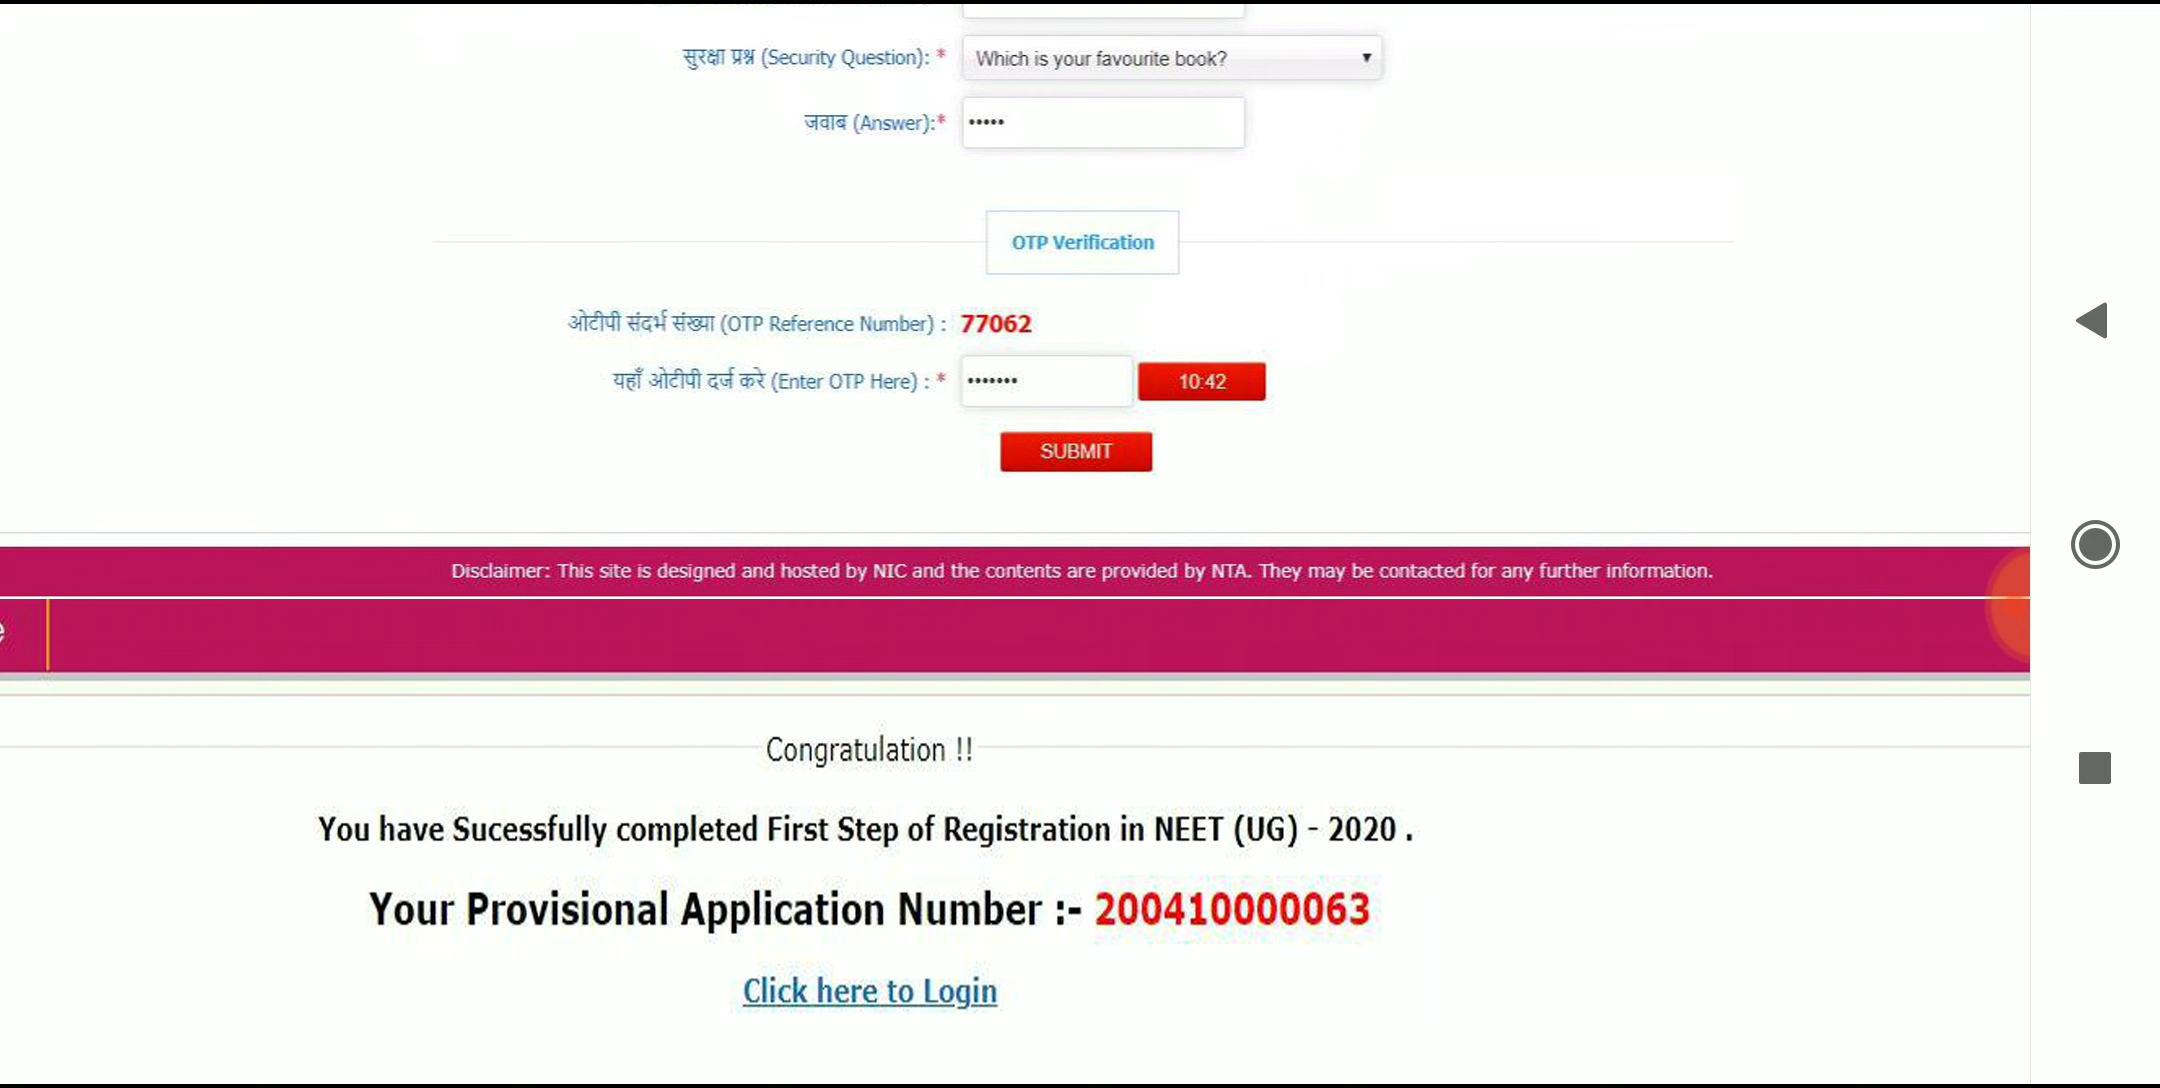 सुरक्षा प्रश्न (Security Question): * Which is your favourite book?
जवाब (Answer):* •••••
OTP Verification
ओटीपी संदर्भ संख्या (OTP Reference Number) : 77062
यहाँ ओटीपी दर्ज करे (Enter OTP Here) : * ••••••• 10:42
SUBMIT
Disclaimer: This site is designed and hosted by NIC and the contents are provided by NTA. They may be contacted for any further information.
Congratulation !!
You have Sucessfully completed First Step of Registration in NEET (UG) - 2020 .
Your Provisional Application Number :- 200410000063
Click here to Login